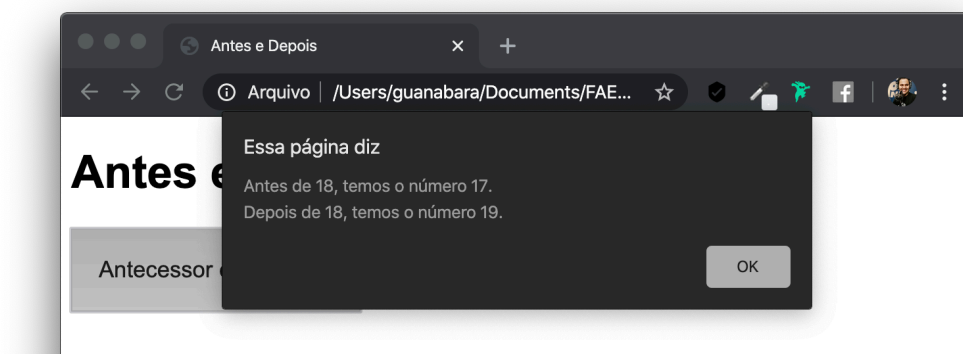 Antes e Depois
Arquivo | /Users/guanabara/Documents/FAE...
Essa página diz
Antes e
Antes de 18, temos o número 17.
Depois de 18, temos o número 19.
Antecessor
OK